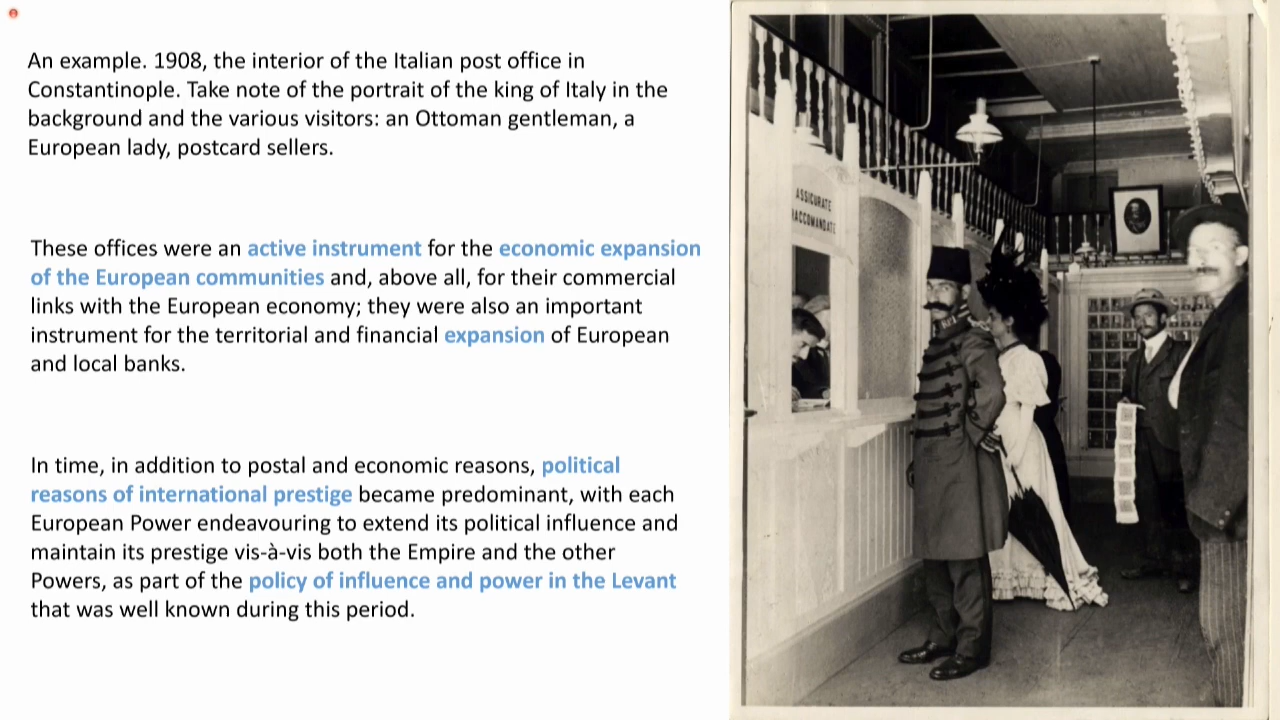 An example. 1908, the interior of the Italian post office in
Constantinople. Take note of the portrait of the king of Italy in the
background and the various visitors: an Ottoman gentleman, a
European lady, postcard sellers.
These offices were an active instrument for the economic expansion
of the European communities and, above all, for their commercial
links with the European economy; they were also an important
instrument for the territorial and financial expansion of European
and local banks.
In time, in addition to postal and economic reasons, political
reasons of international prestige became predominant, with each
European Power endeavouring to extend its political influence and
maintain its prestige vis-à-vis both the Empire and the other
Powers, as part of the policy of influence and power in the Levant
that was well known during this period.
ASSICURATE
RACCOMANDATE